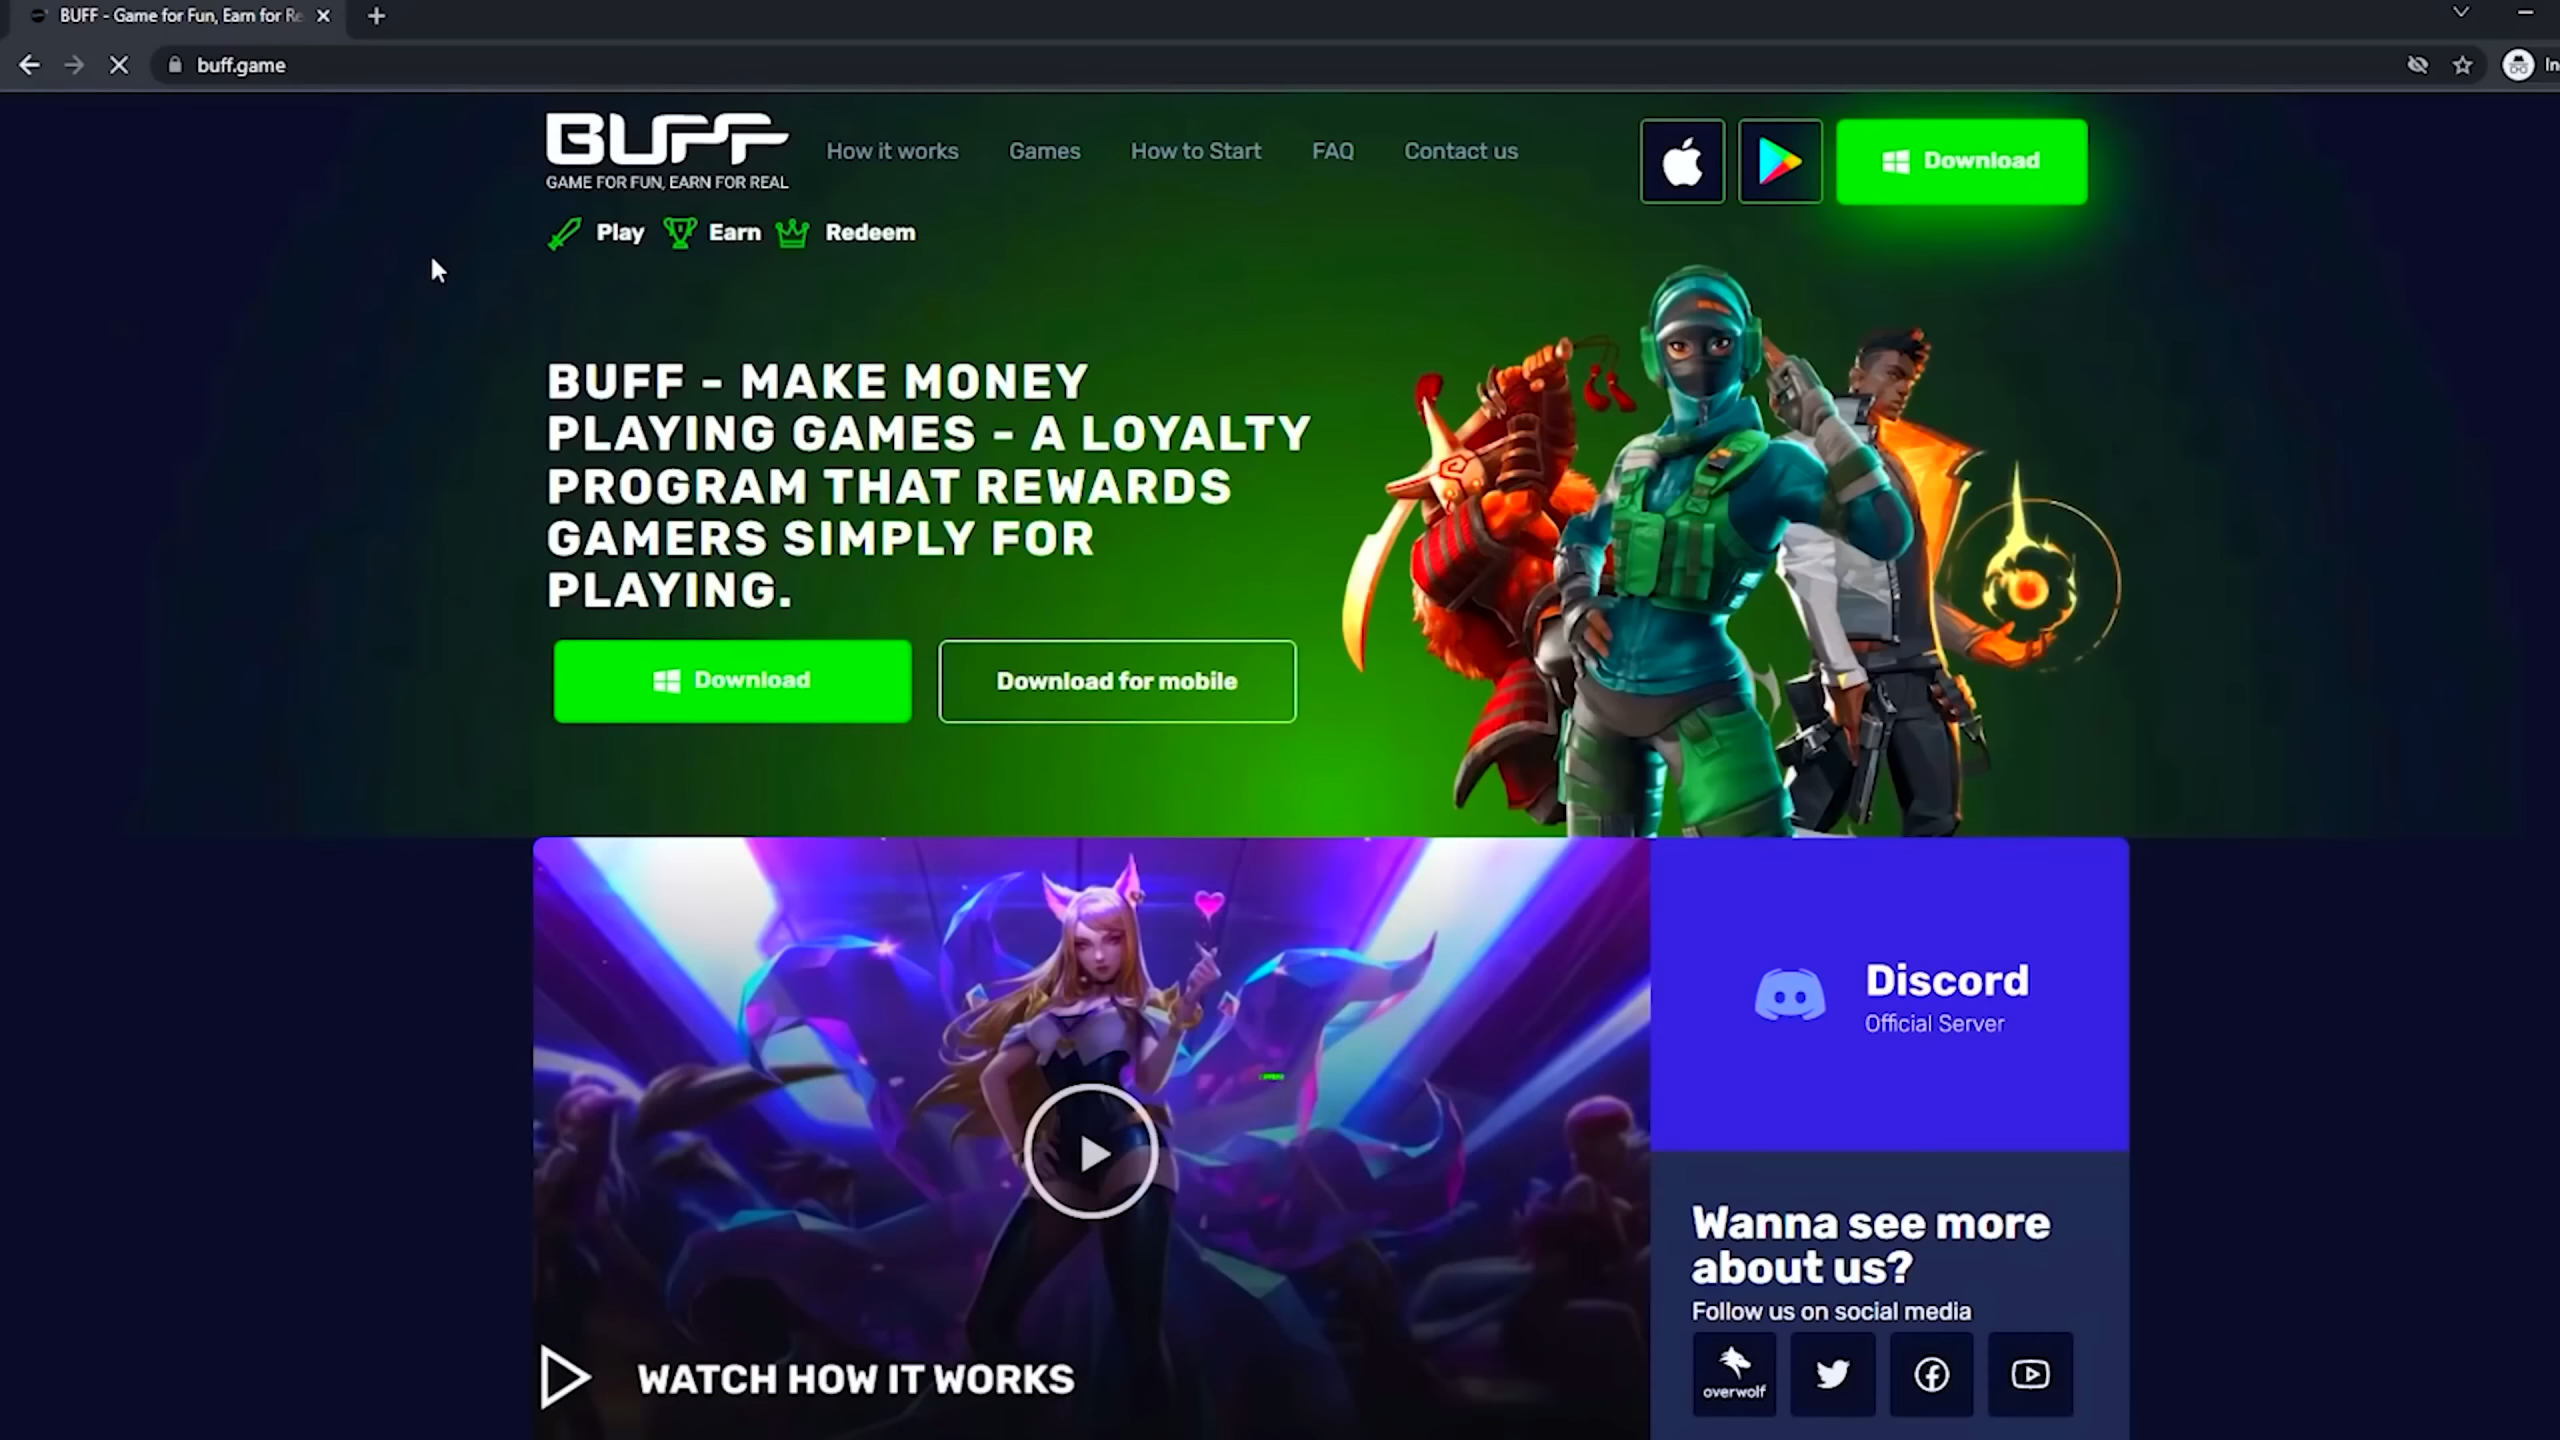 BUFF - Game for Fun, Earn for Re
buff.game
In
BUFF
GAME FOR FUN, EARN FOR REAL
How it works
Games
How to Start
FAQ
Contact us
Download
Play
Earn
Redeem
BUFF - MAKE MONEY
PLAYING GAMES - A LOYALTY
PROGRAM THAT REWARDS
GAMERS SIMPLY FOR
PLAYING.
Download
Download for mobile
Discord
Official Server
Wanna see more
about us?
Follow us on social media
overwolf
WATCH HOW IT WORKS